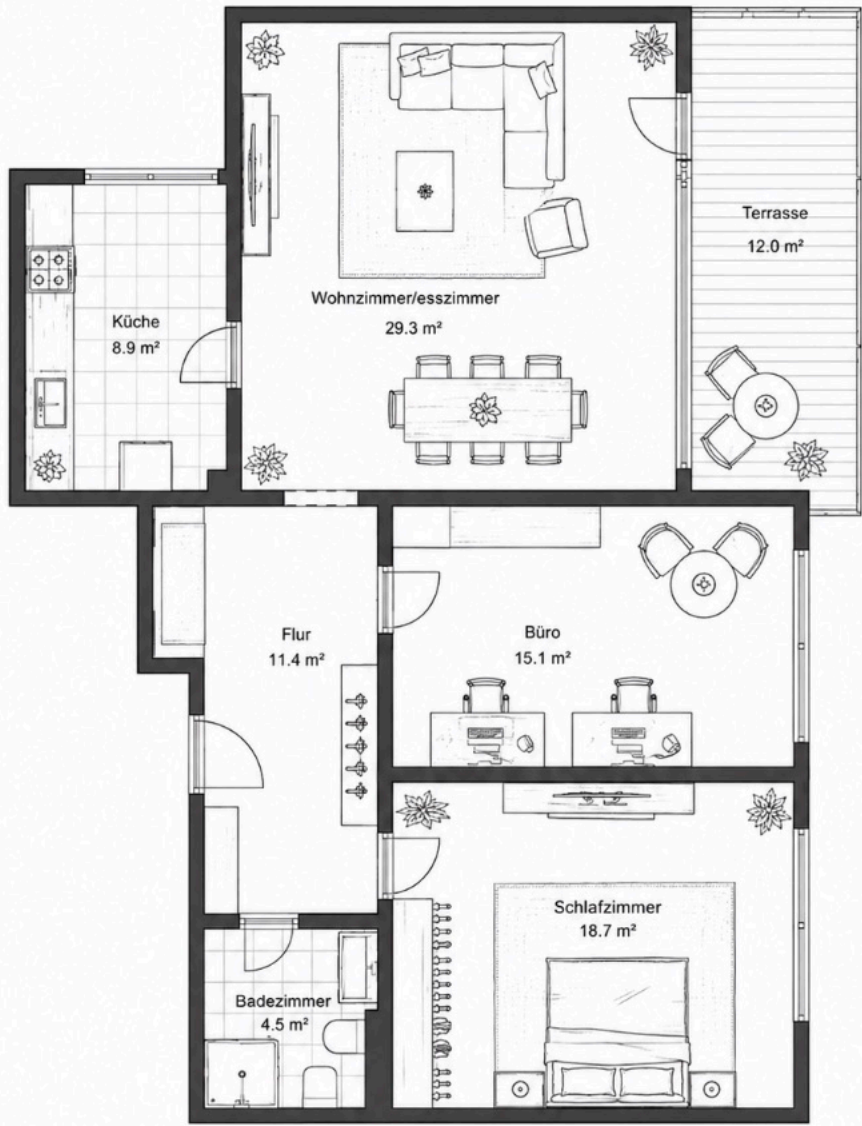 Terrasse
12.0 m²
Wohnzimmer/esszimmer
29.3 m²
Küche
8.9 m²
Flur
11.4 m²
Büro
15.1 m²
Schlafzimmer
18.7 m²
Badezimmer
4.5 m²